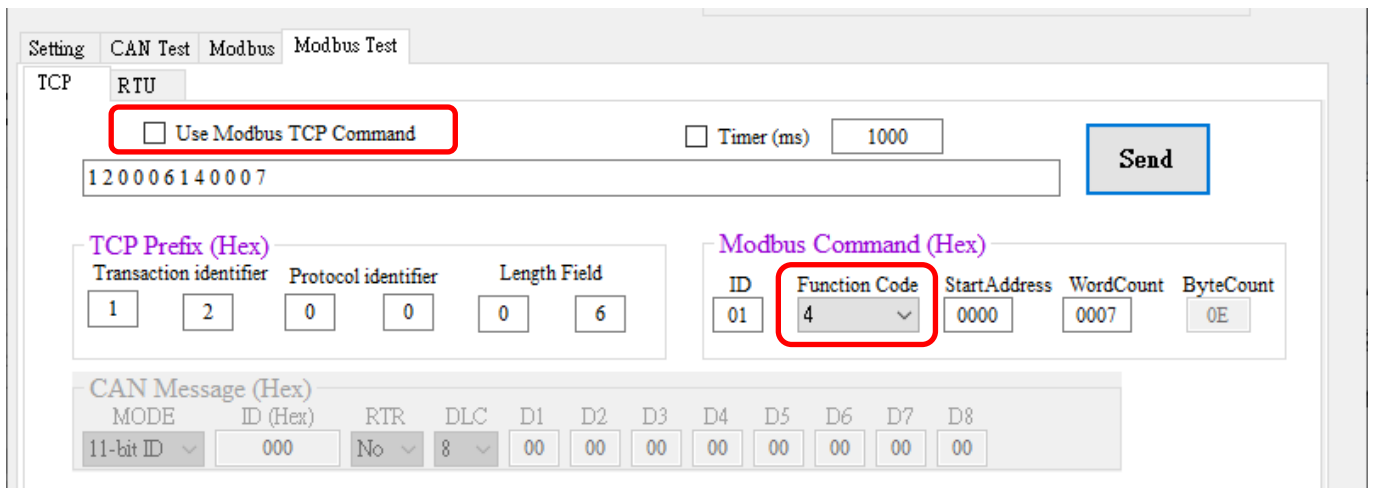 Setting CAN Test Modbus Modbus Test
TCP RTU
Use Modbus TCP Command Timer (ms) 1000 Send
1 2 0 0 0 6 1 4 0 0 0 7
TCP Prefix (Hex) Modbus Command (Hex)
Transaction identifier Protocol identifier Length Field ID Function Code StartAddress WordCount ByteCount
1 2 0 0 0 6 01 4 0000 0007 0E
CAN Message (Hex)
MODE ID (Hex) RTR DLC D1 D2 D3 D4 D5 D6 D7 D8
11-bit ID 000 No 8 00 00 00 00 00 00 00 00